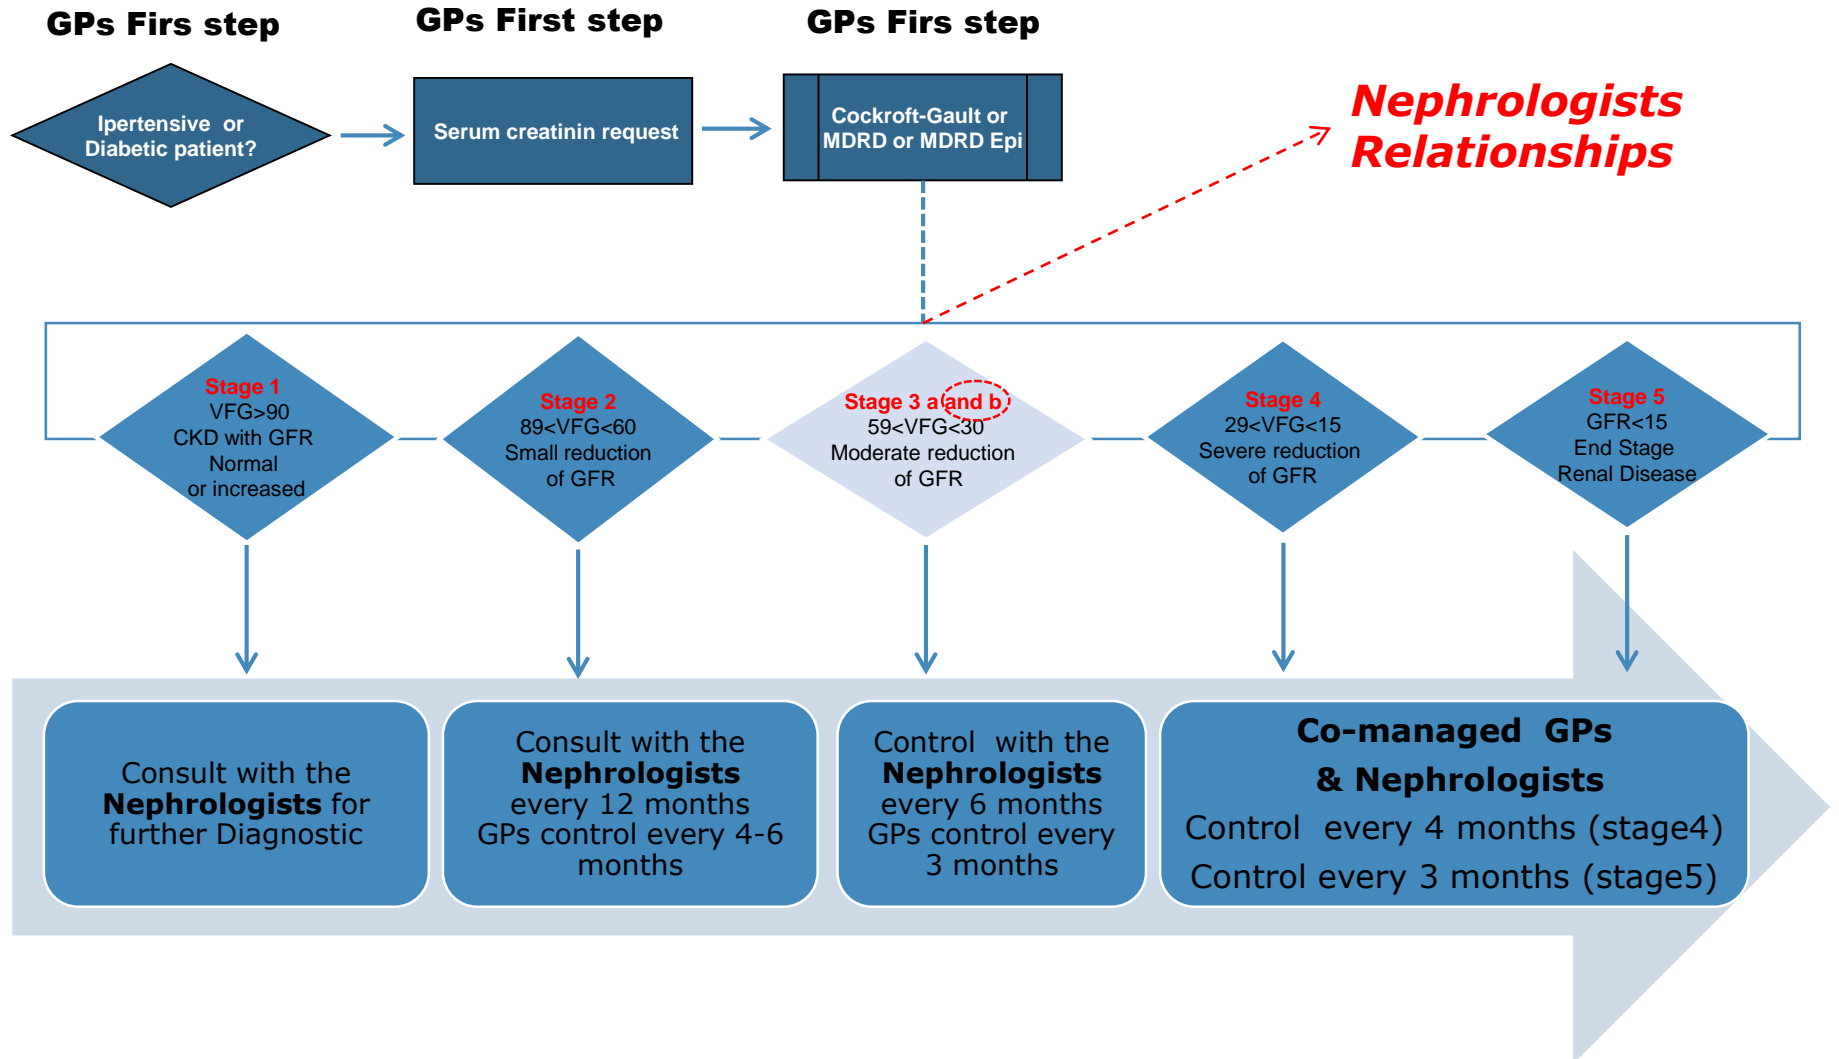 GPs Firs step
GPs First step
GPs Firs step
Ipertensive or
Diabetic patient?
Serum creatinin request
Cockroft-Gault or
MDRD or MDRD Epi
Nephrologists
Relationships
Stage 1
VFG>90
CKD with GFR
Normal
or increased
Stage 2
89<VFG<60
Small reduction
of GFR
Stage 3 a and b
59<VFG<30
Moderate reduction
of GFR
Stage 4
29<VFG<15
Severe reduction
of GFR
Stage 5
GFR<15
End Stage
Renal Disease
Consult with the
Nephrologists for
further Diagnostic
Consult with the
Nephrologists
every 12 months
GPs control every 4-6
months
Control with the
Nephrologists
every 6 months
GPs control every
3 months
Co-managed GPs
& Nephrologists
Control every 4 months (stage4)
Control every 3 months (stage5)